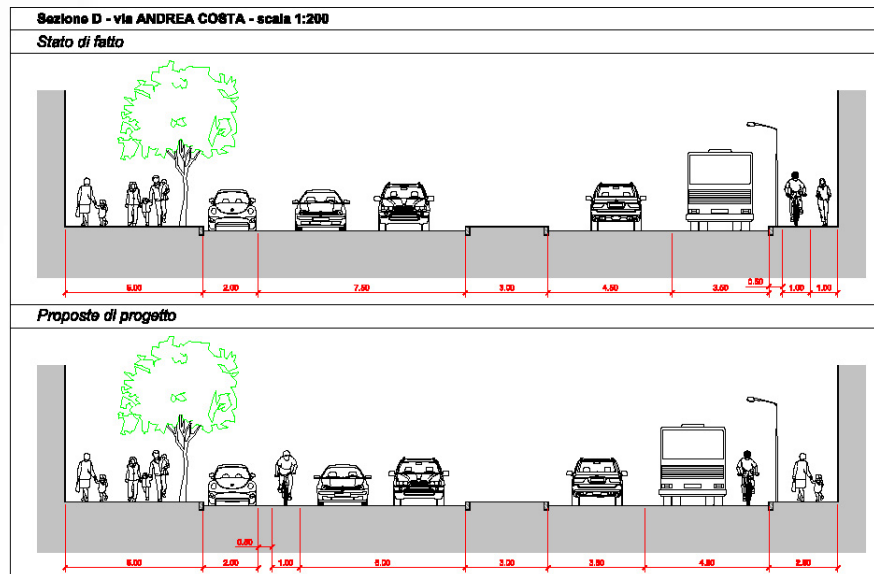 Sezione D - via ANDREA COSTA - scala 1:200
Stato di fatto
0.50
5.00 2.00 7.50 3.00 4.50 3.50 1.00 1.00
Proposte di progetto
0.50
5.00 2.00 1.00 6.00 3.00 3.50 4.50 2.50